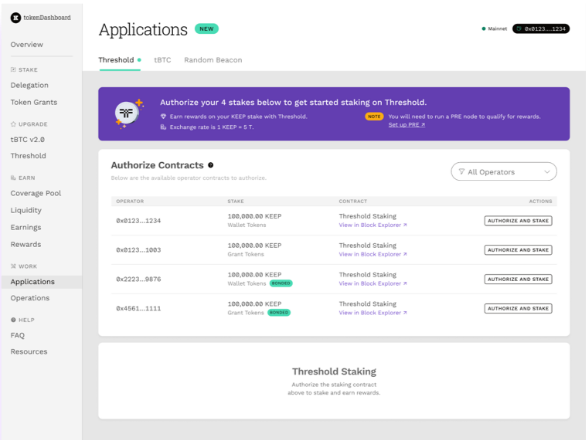 tokenDashboard
Overview
STAKE
Delegation
Token Grants
UPGRADE
tBTC v2.0
Threshold
EARN
Coverage Pool
Liquidity
Earnings
Rewards
WORK
Applications
Operations
HELP
FAQ
Resources
Applications NEW
Mainnet 0x0123...1234
Threshold tBTC Random Beacon
Authorize your 4 stakes below to get started staking on Threshold.
Earn rewards on your KEEP stake with Threshold.
Exchange rate is 1 KEEP = 5 T.
NOTE You will need to run a PRE node to qualify for rewards.
Set up PRE ↗
Authorize Contracts
Below are the available operator contracts to authorize.
All Operators
OPERATOR STAKE CONTRACT ACTIONS
0x0123...1234 100,000.00 KEEP Threshold Staking AUTHORIZE AND STAKE
Wallet Tokens View in Block Explorer ↗
0x0123...1003 100,000.00 KEEP Threshold Staking AUTHORIZE AND STAKE
Grant Tokens View in Block Explorer ↗
0x2223...9876 100,000.00 KEEP Threshold Staking AUTHORIZE AND STAKE
Wallet Tokens BONDED View in Block Explorer ↗
0x4561...1111 100,000.00 KEEP Threshold Staking AUTHORIZE AND STAKE
Grant Tokens BONDED View in Block Explorer ↗
Threshold Staking
Authorize the staking contract
above to stake and earn rewards.